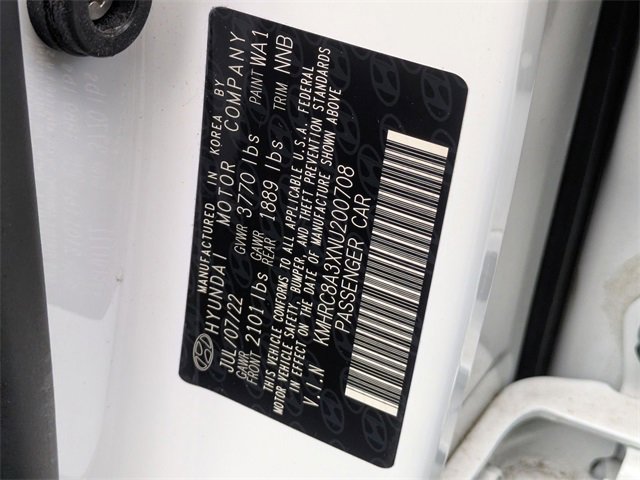 MANUFACTURED IN KOREA BY
HYUNDAI MOTOR COMPANY
JUL/07/22 GVWR 3770 lbs PAINT WA1
GAWR FRONT 2101 lbs GAWR REAR 1889 lbs TRIM NNB
THIS VEHICLE CONFORMS TO ALL APPLICABLE U.S.A. FEDERAL
MOTOR VEHICLE SAFETY, BUMPER, AND THEFT PREVENTION STANDARDS
IN EFFECT ON THE DATE OF MANUFACTURE SHOWN ABOVE
V.I.N KMHRC8A3XNU200708
PASSENGER CAR